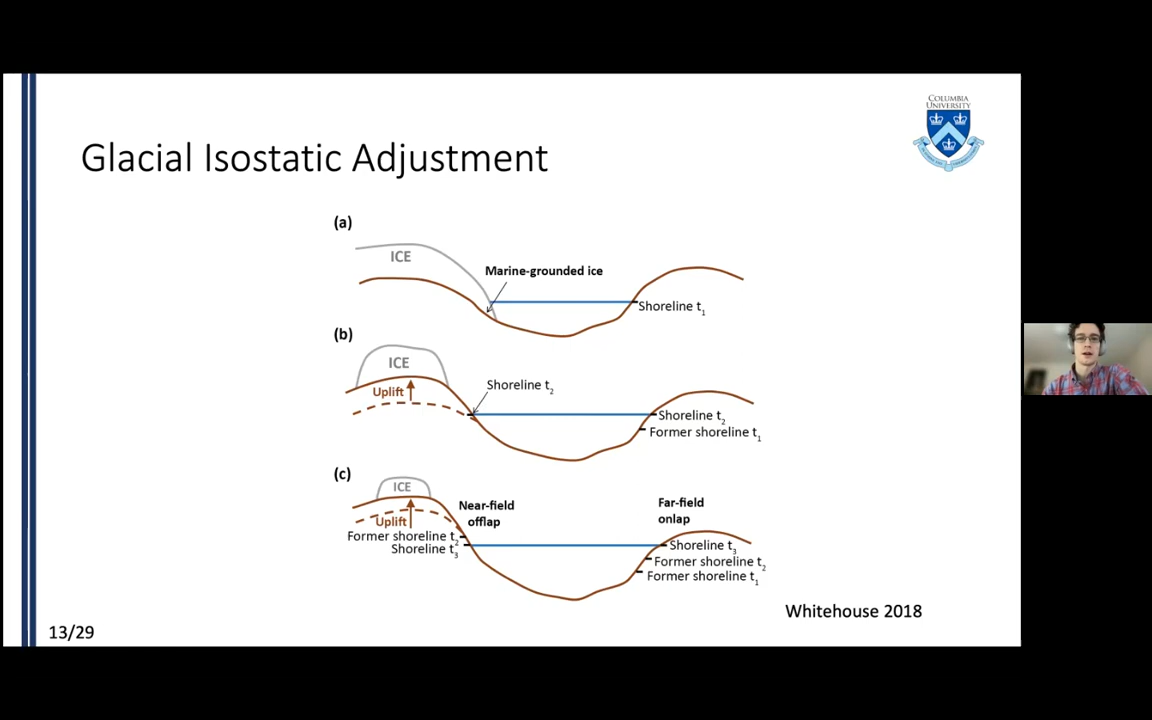 COLUMBIA
UNIVERSITY
Glacial Isostatic Adjustment
(a)
ICE
Marine-grounded ice
Shoreline t1
(b)
ICE
Uplift
Shoreline t2
Shoreline t2
Former shoreline t1
(c)
ICE
Near-field
offlap
Far-field
onlap
Uplift
Former shoreline t2
Shoreline t3
Shoreline t3
Former shoreline t2
Former shoreline t1
Whitehouse 2018
13/29